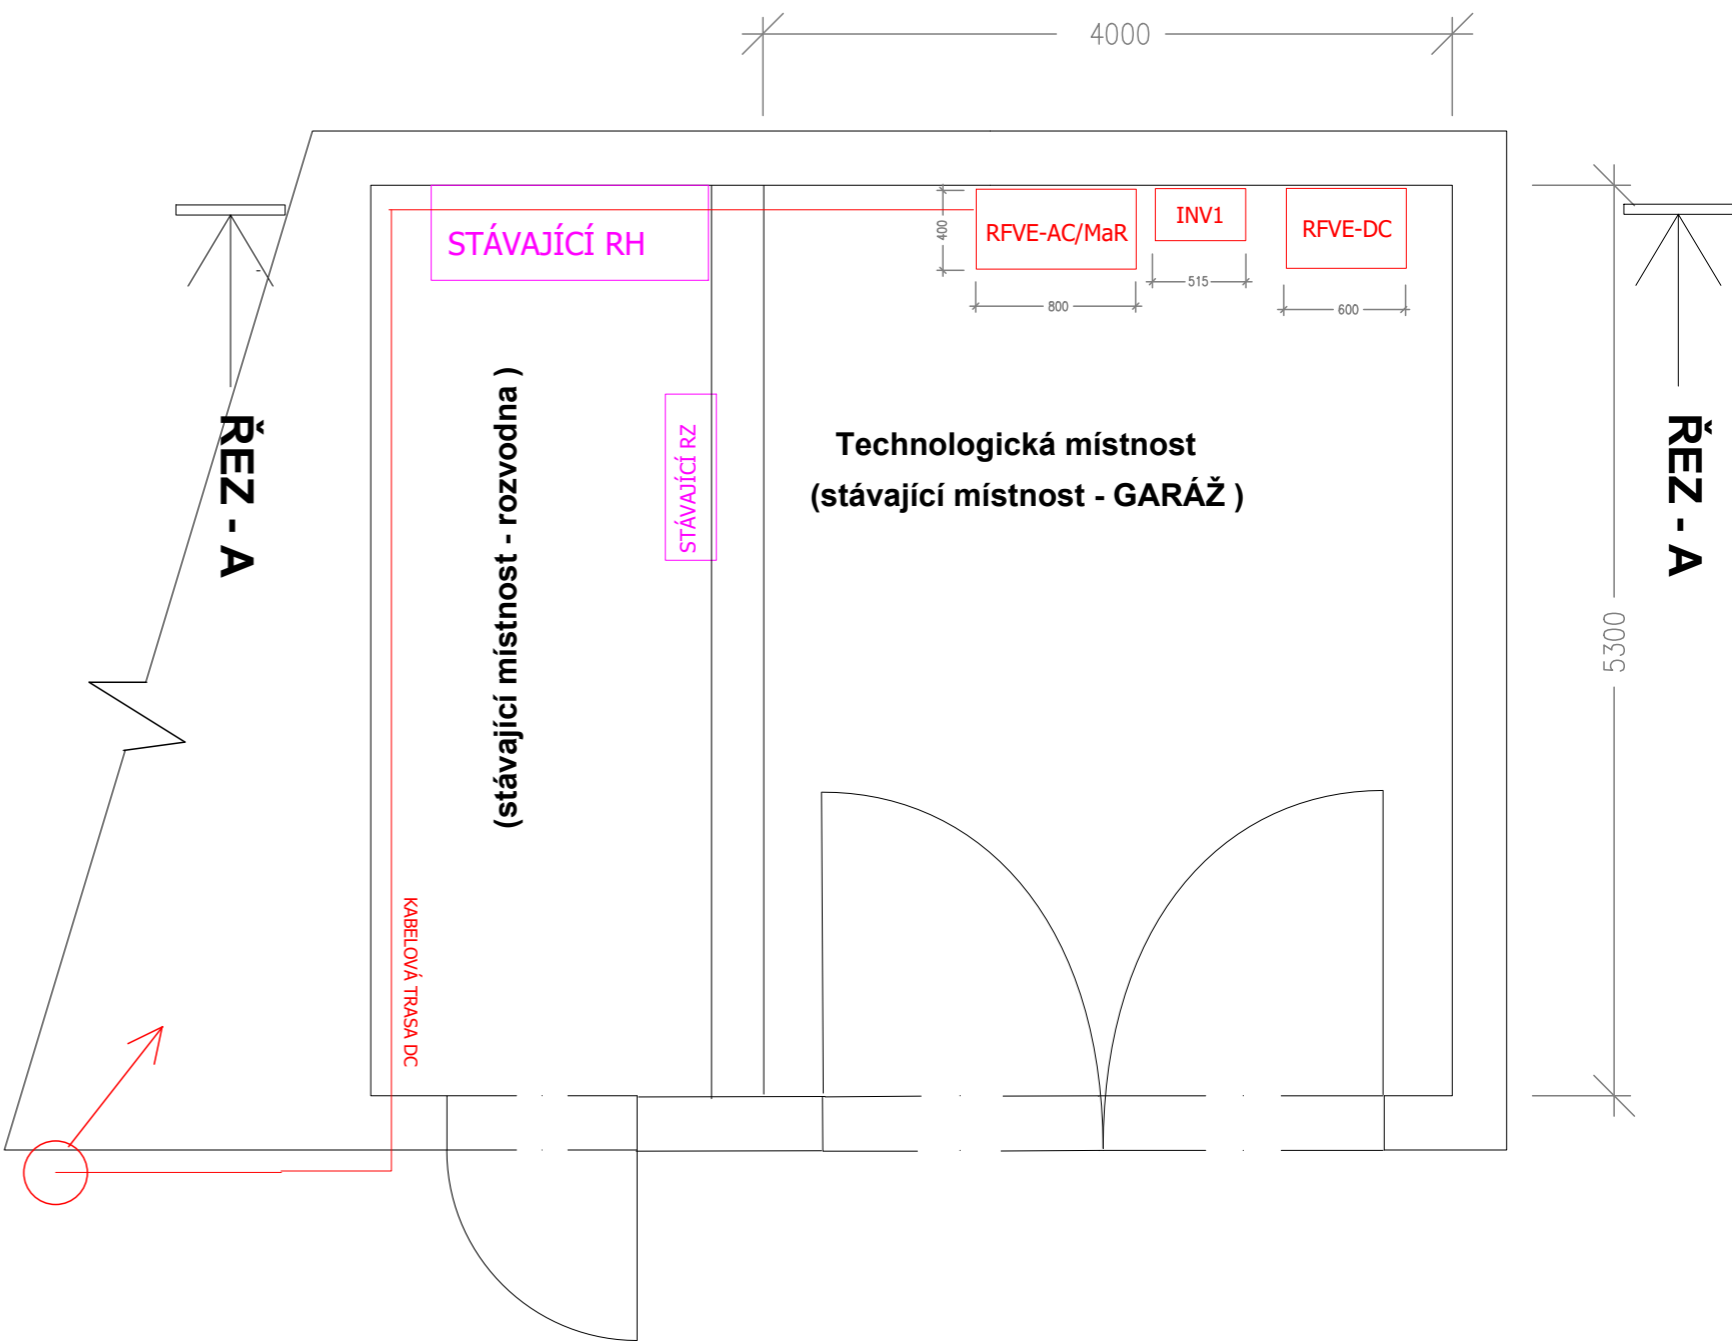 4000
STÁVAJÍCÍ RH
400
RFVE-AC/MaR
INV1
RFVE-DC
800
515
600
ŘEZ - A
ŘEZ - A
(stávající místnost - rozvodna )
STÁVAJÍCÍ RZ
Technologická místnost
(stávající místnost - GARÁŽ )
5300
KABELOVÁ TRASA DC